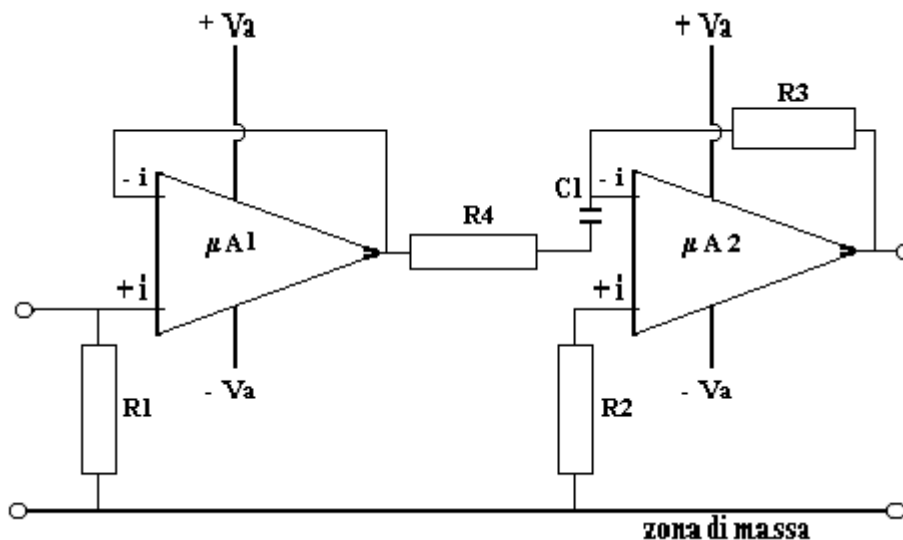 + Va
+ Va
R3
- i
C1
- i
R4
μA1
μA2
+i
+i
R1
- Va
R2
- Va
zona di massa